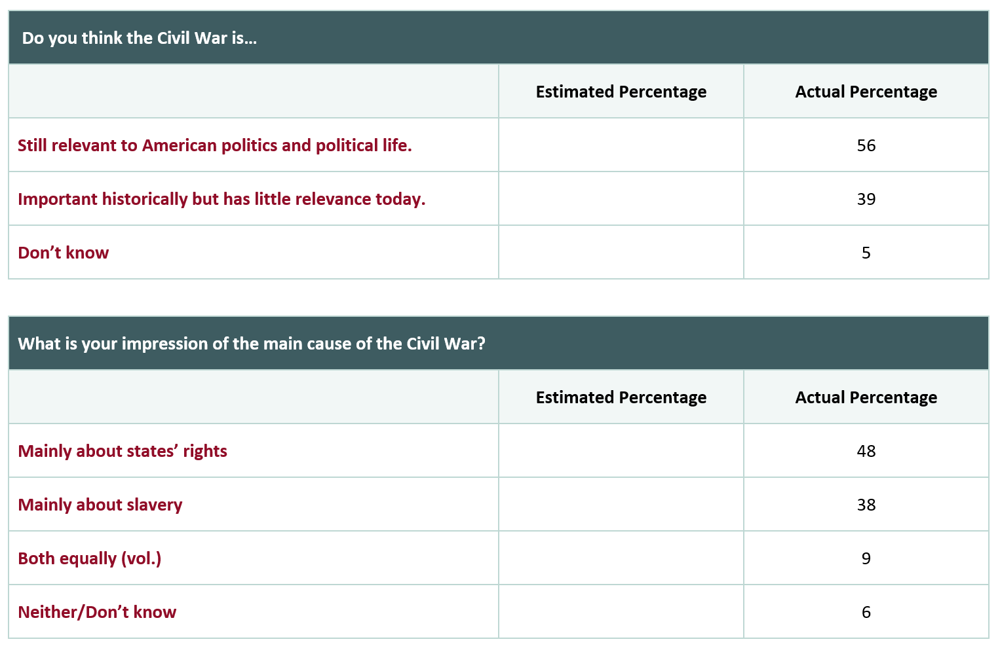 Do you think the Civil War is...
Estimated Percentage Actual Percentage
Still relevant to American politics and political life. 56
Important historically but has little relevance today. 39
Don’t know 5
What is your impression of the main cause of the Civil War?
Estimated Percentage Actual Percentage
Mainly about states’ rights 48
Mainly about slavery 38
Both equally (vol.) 9
Neither/Don’t know 6